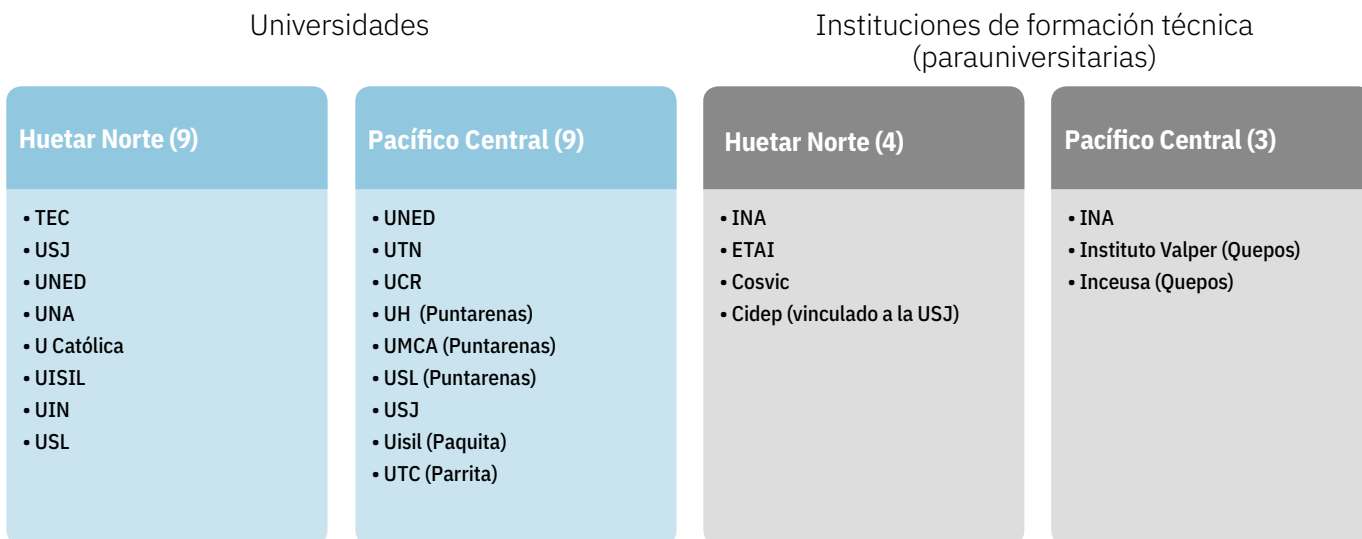 Universidades
Huetar Norte (9)
• TEC
• USJ
• UNED
• UNA
• U Católica
• UISIL
• UIN
• USL
Pacífico Central (9)
• UNED
• UTN
• UCR
• UH (Puntarenas)
• UMCA (Puntarenas)
• USL (Puntarenas)
• USJ
• Uisil (Paquita)
• UTC (Parrita)
Instituciones de formación técnica
(parauniversitarias)
Huetar Norte (4)
• INA
• ETAI
• Cosvic
• Cidep (vinculado a la USJ)
Pacífico Central (3)
• INA
• Instituto Valper (Quepos)
• Inceusa (Quepos)